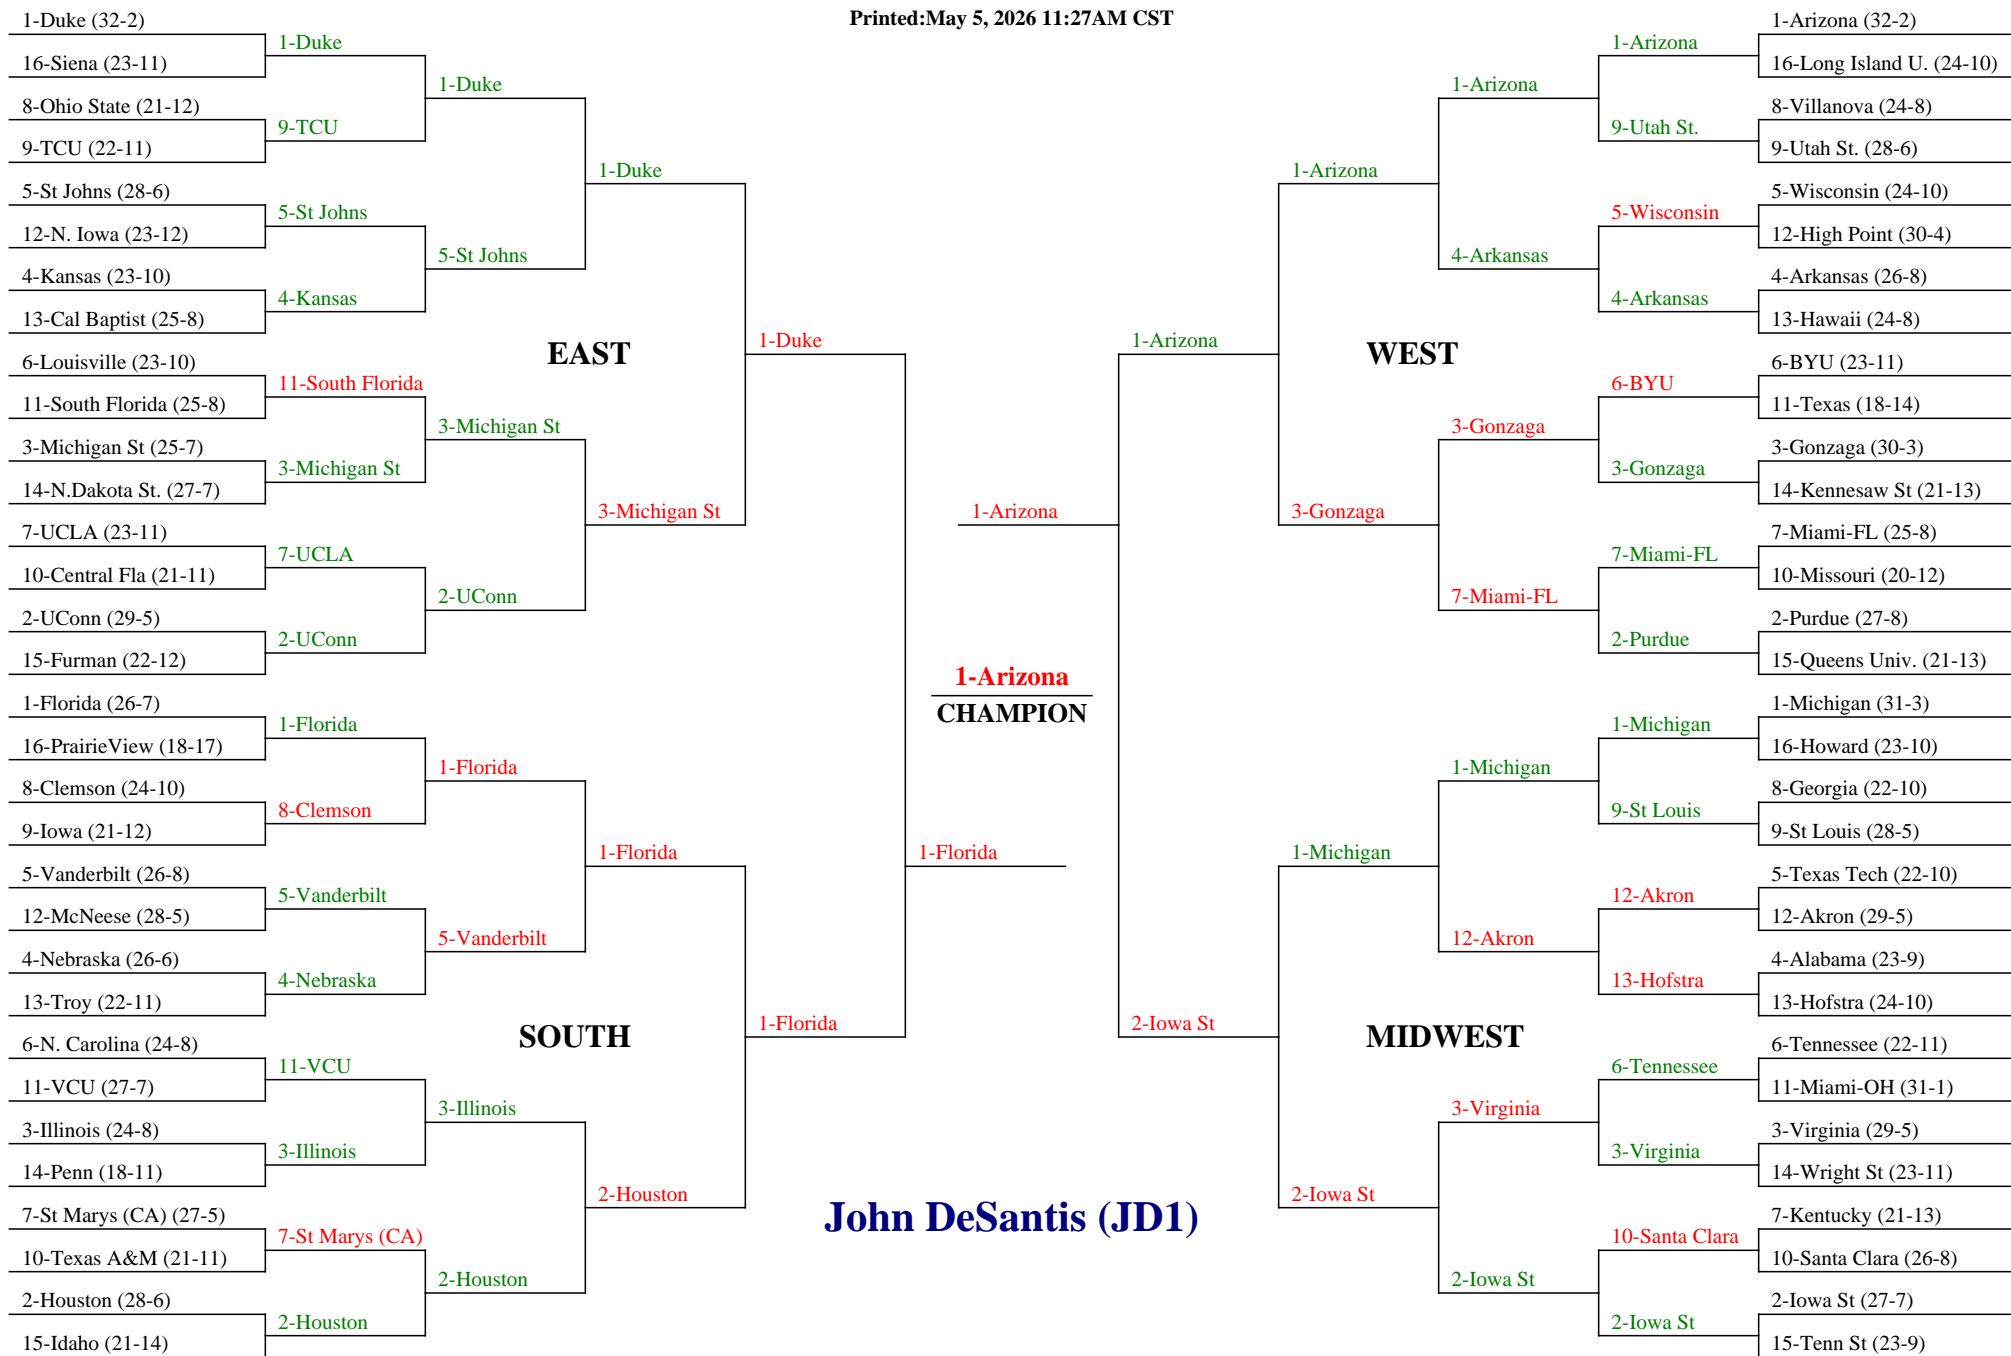 Printed:May 5, 2026 11:27AM CST
1-Duke (32-2)
16-Siena (23-11)
8-Ohio State (21-12)
9-TCU (22-11)
5-St Johns (28-6)
12-N. Iowa (23-12)
4-Kansas (23-10)
13-Cal Baptist (25-8)
6-Louisville (23-10)
11-South Florida (25-8)
3-Michigan St (25-7)
14-N.Dakota St. (27-7)
7-UCLA (23-11)
10-Central Fla (21-11)
2-UConn (29-5)
15-Furman (22-12)
1-Florida (26-7)
16-PrairieView (18-17)
8-Clemson (24-10)
9-Iowa (21-12)
5-Vanderbilt (26-8)
12-McNeese (28-5)
4-Nebraska (26-6)
13-Troy (22-11)
6-N. Carolina (24-8)
11-VCU (27-7)
3-Illinois (24-8)
14-Penn (18-11)
7-St Marys (CA) (27-5)
10-Texas A&M (21-11)
2-Houston (28-6)
15-Idaho (21-14)
1-Duke
9-TCU
5-St Johns
4-Kansas
11-South Florida
3-Michigan St
7-UCLA
2-UConn
1-Florida
8-Clemson
5-Vanderbilt
4-Nebraska
11-VCU
3-Illinois
7-St Marys (CA)
2-Houston
1-Duke
5-St Johns
3-Michigan St
2-UConn
1-Florida
5-Vanderbilt
3-Illinois
2-Houston
1-Duke
3-Michigan St
1-Florida
2-Houston
EAST
SOUTH
1-Duke
1-Florida
1-Florida
1-Arizona
1-Arizona
CHAMPION
John DeSantis (JD1)
1-Arizona
2-Iowa St
WEST
MIDWEST
1-Arizona
3-Gonzaga
1-Michigan
2-Iowa St
1-Arizona
4-Arkansas
3-Gonzaga
7-Miami-FL
1-Michigan
12-Akron
3-Virginia
2-Iowa St
1-Arizona
9-Utah St.
5-Wisconsin
4-Arkansas
6-BYU
3-Gonzaga
7-Miami-FL
2-Purdue
1-Michigan
9-St Louis
12-Akron
13-Hofstra
6-Tennessee
3-Virginia
10-Santa Clara
2-Iowa St
1-Arizona (32-2)
16-Long Island U. (24-10)
8-Villanova (24-8)
9-Utah St. (28-6)
5-Wisconsin (24-10)
12-High Point (30-4)
4-Arkansas (26-8)
13-Hawaii (24-8)
6-BYU (23-11)
11-Texas (18-14)
3-Gonzaga (30-3)
14-Kennesaw St (21-13)
7-Miami-FL (25-8)
10-Missouri (20-12)
2-Purdue (27-8)
15-Queens Univ. (21-13)
1-Michigan (31-3)
16-Howard (23-10)
8-Georgia (22-10)
9-St Louis (28-5)
5-Texas Tech (22-10)
12-Akron (29-5)
4-Alabama (23-9)
13-Hofstra (24-10)
6-Tennessee (22-11)
11-Miami-OH (31-1)
3-Virginia (29-5)
14-Wright St (23-11)
7-Kentucky (21-13)
10-Santa Clara (26-8)
2-Iowa St (27-7)
15-Tenn St (23-9)